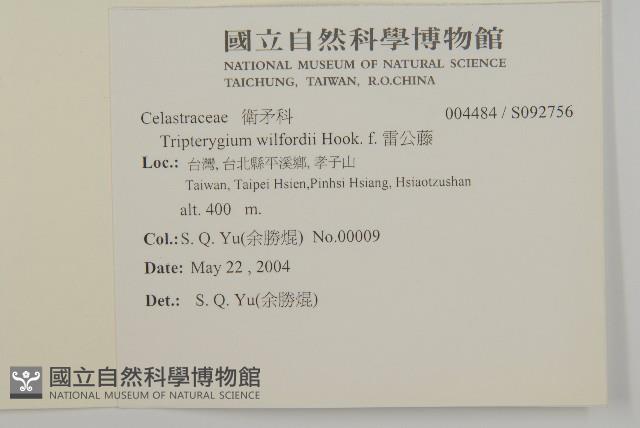 國立自然科學博物館
NATIONAL MUSEUM OF NATURAL SCIENCE
TAICHUNG, TAIWAN, R.O.CHINA
Celastraceae 衛矛科 004484 / S092756
Tripterygium wilfordii Hook. f. 雷公藤
Loc.: 台灣, 台北縣平溪鄉, 孝子山
Taiwan, Taipei Hsien,Pinhsi Hsiang, Hsiaotzushan
alt. 400 m.
Col.: S. Q. Yu(余勝焜) No.00009
Date: May 22 , 2004
Det.: S. Q. Yu(余勝焜)
國立自然科學博物館
NATIONAL MUSEUM OF NATURAL SCIENCE